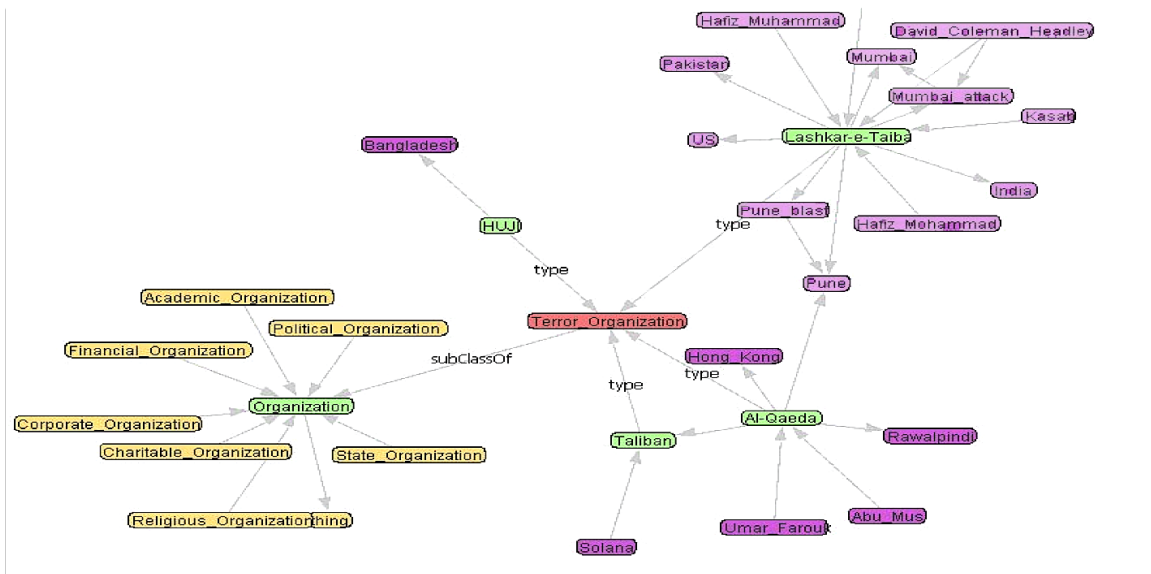 Hafiz_Muhammad
David_Coleman_Headley
Mumbai
Pakistan
Mumbai_attack
Kasab
Lashkar-e-Taiba
US
Bangladesh
India
Pune_blast
Hafiz_Mohammad
type
HUJI
type
Pune
Academic_Organization
Terror_Organization
Political_Organization
Financial_Organization
subClassOf
Hong_Kong
type
type
Organization
Al-Qaeda
Corporate_Organization
Rawalpindi
Taliban
Charitable_Organization
State_Organization
Religious_Organization
hing
Abu_Mus
Umar_Farouk
Solana